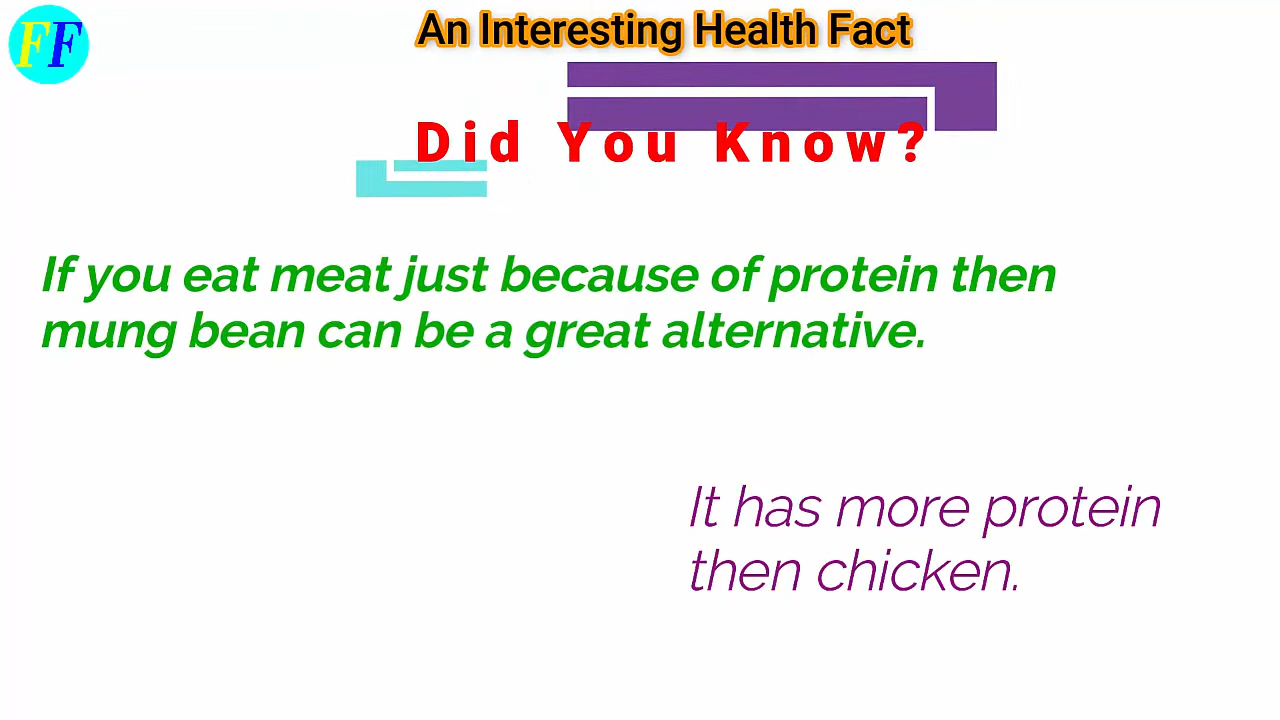 FF
An Interesting Health Fact
Did You Know?
If you eat meat just because of protein then
mung bean can be a great alternative.
It has more protein
then chicken.